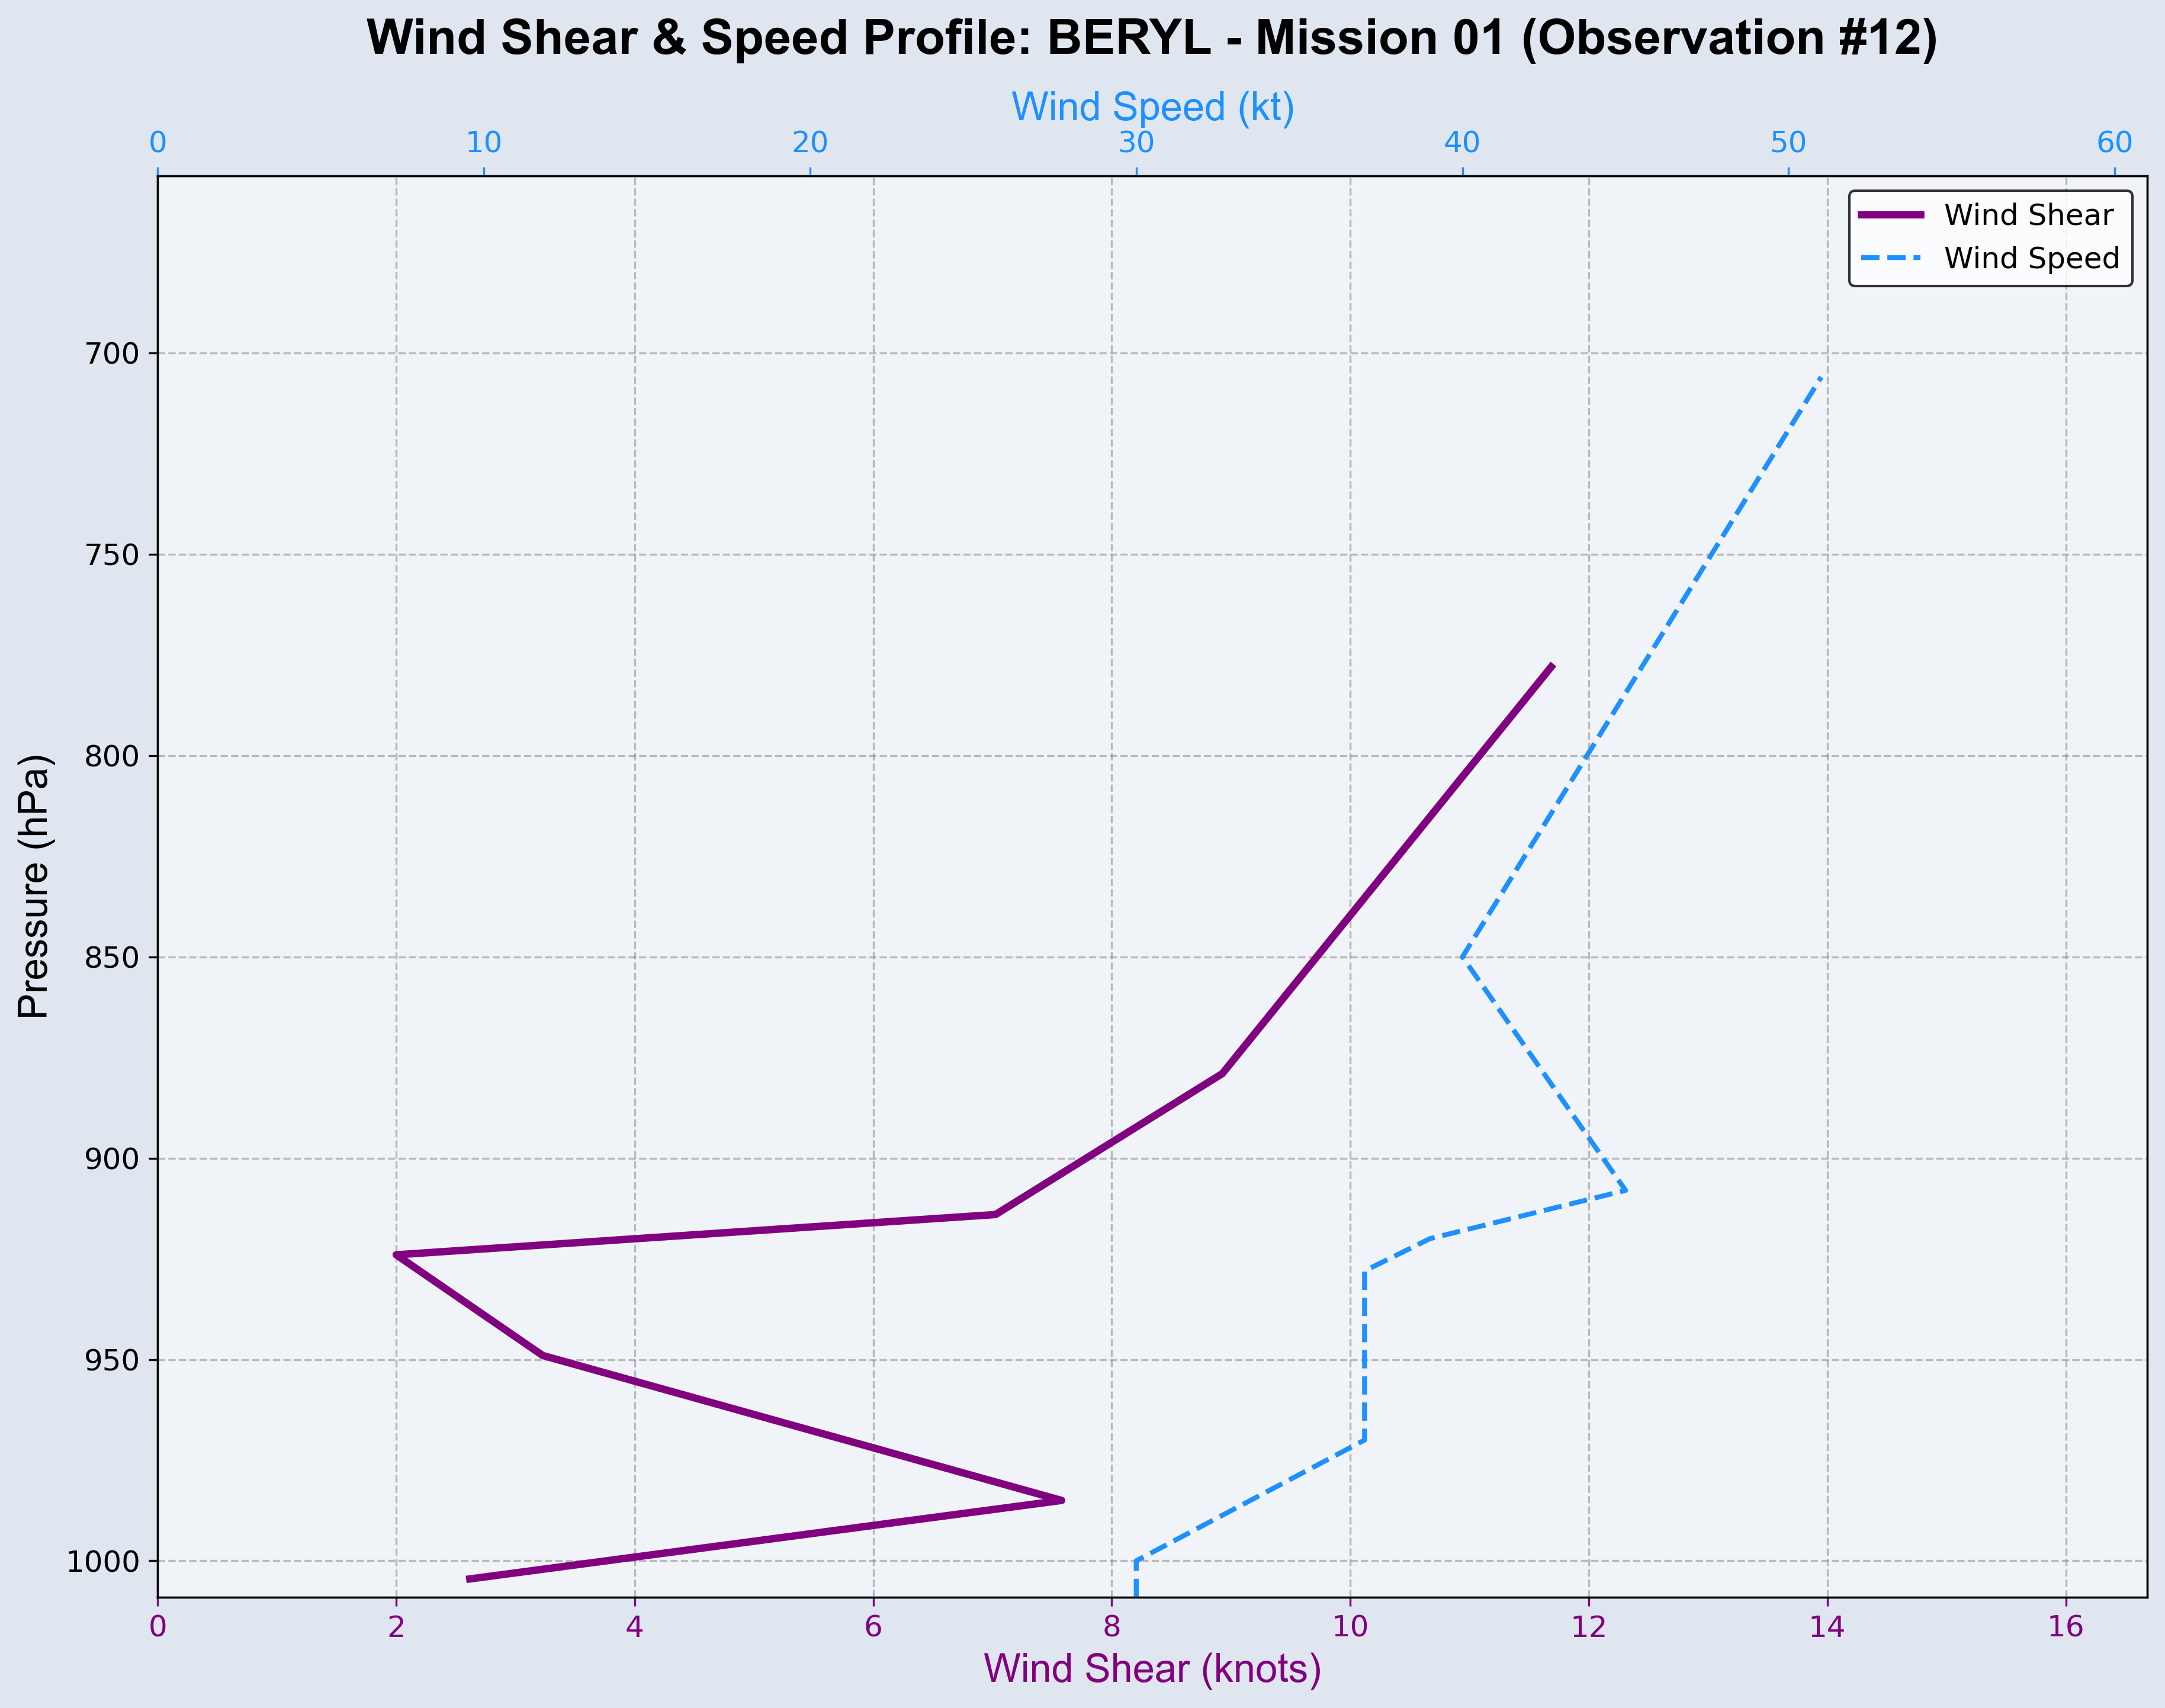 Wind Shear & Speed Profile: BERYL - Mission 01 (Observation #12)
Wind Speed (kt)
0 10 20 30 40 50 60
Wind Shear
Wind Speed
700
750
800
850
900
950
1000
Pressure (hPa)
0 2 4 6 8 10 12 14 16
Wind Shear (knots)